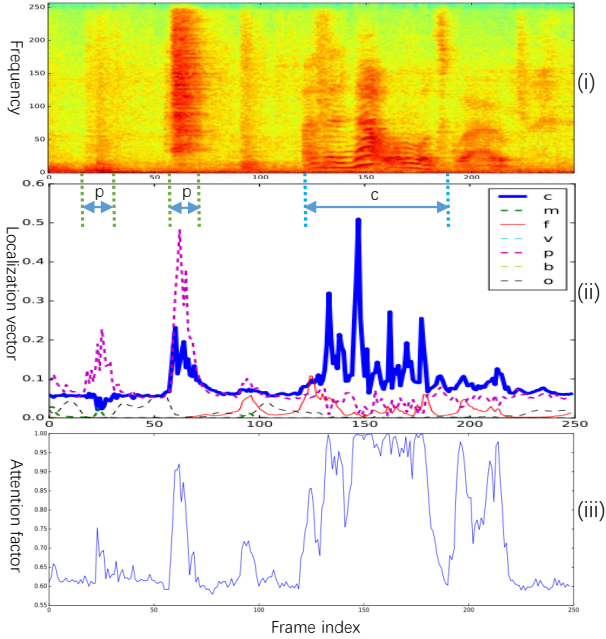 Frequency
250
200
150
100
50
0
0 50 100 150 200
(i)
p p c
Localization vector
0.6
0.5
0.4
0.3
0.2
0.1
0.0
0 50 100 150 200 250
c
m
f
v
p
b
o
(ii)
Attention factor
1.00
0.95
0.90
0.85
0.80
0.75
0.70
0.65
0.60
0.55
0 50 100 150 200 250
(iii)
Frame index